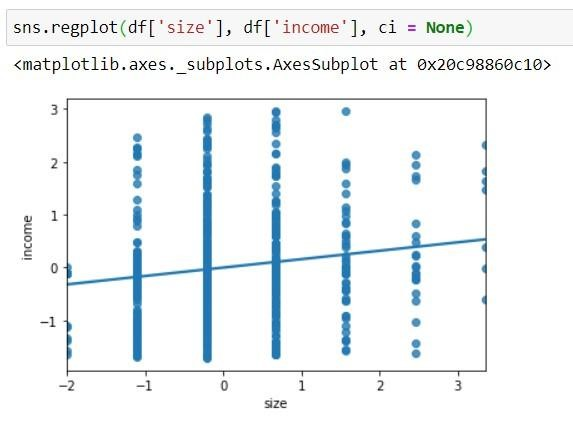 sns.regplot(df['size'], df['income'], ci = None)
<matplotlib.axes._subplots.AxesSubplot at 0x20c98860c10>
3
2
1
0
−1
income
−2 −1 0 1 2 3
size